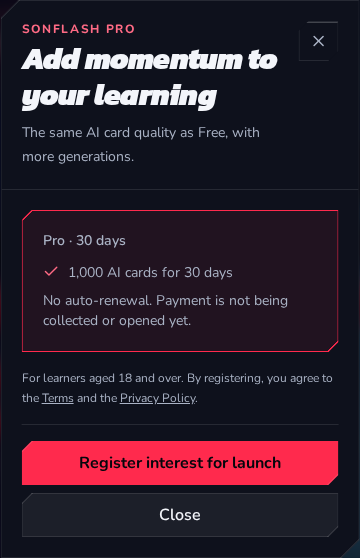 SONFLASH PRO
Add momentum to
your learning
The same AI card quality as Free, with
more generations.
Pro · 30 days
1,000 AI cards for 30 days
No auto-renewal. Payment is not being
collected or opened yet.
For learners aged 18 and over. By registering, you agree to
the Terms and the Privacy Policy.
Register interest for launch
Close